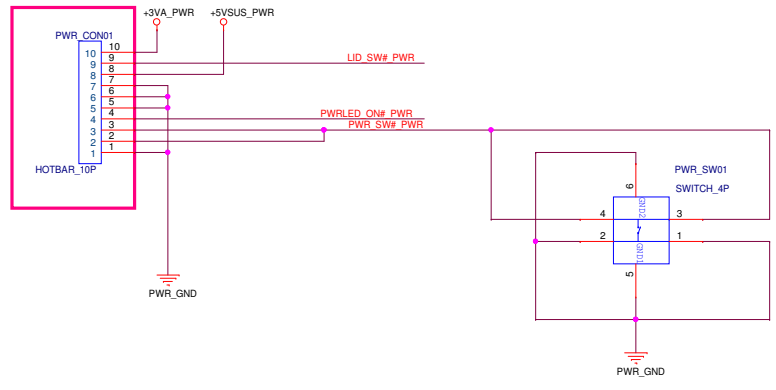 +3VA_PWR
+5VSUS_PWR
PWR_CON01
10 10
9 9
LID_SW#_PWR
8 8
7 7
6 6
5 5
4 4
PWRLED_ON#_PWR
3 3
PWR_SW#_PWR
2 2
1 1
HOTBAR_10P
PWR_GND
PWR_SW01
SWITCH_4P
6
GND2
4
3
2
1
GND1
5
PWR_GND